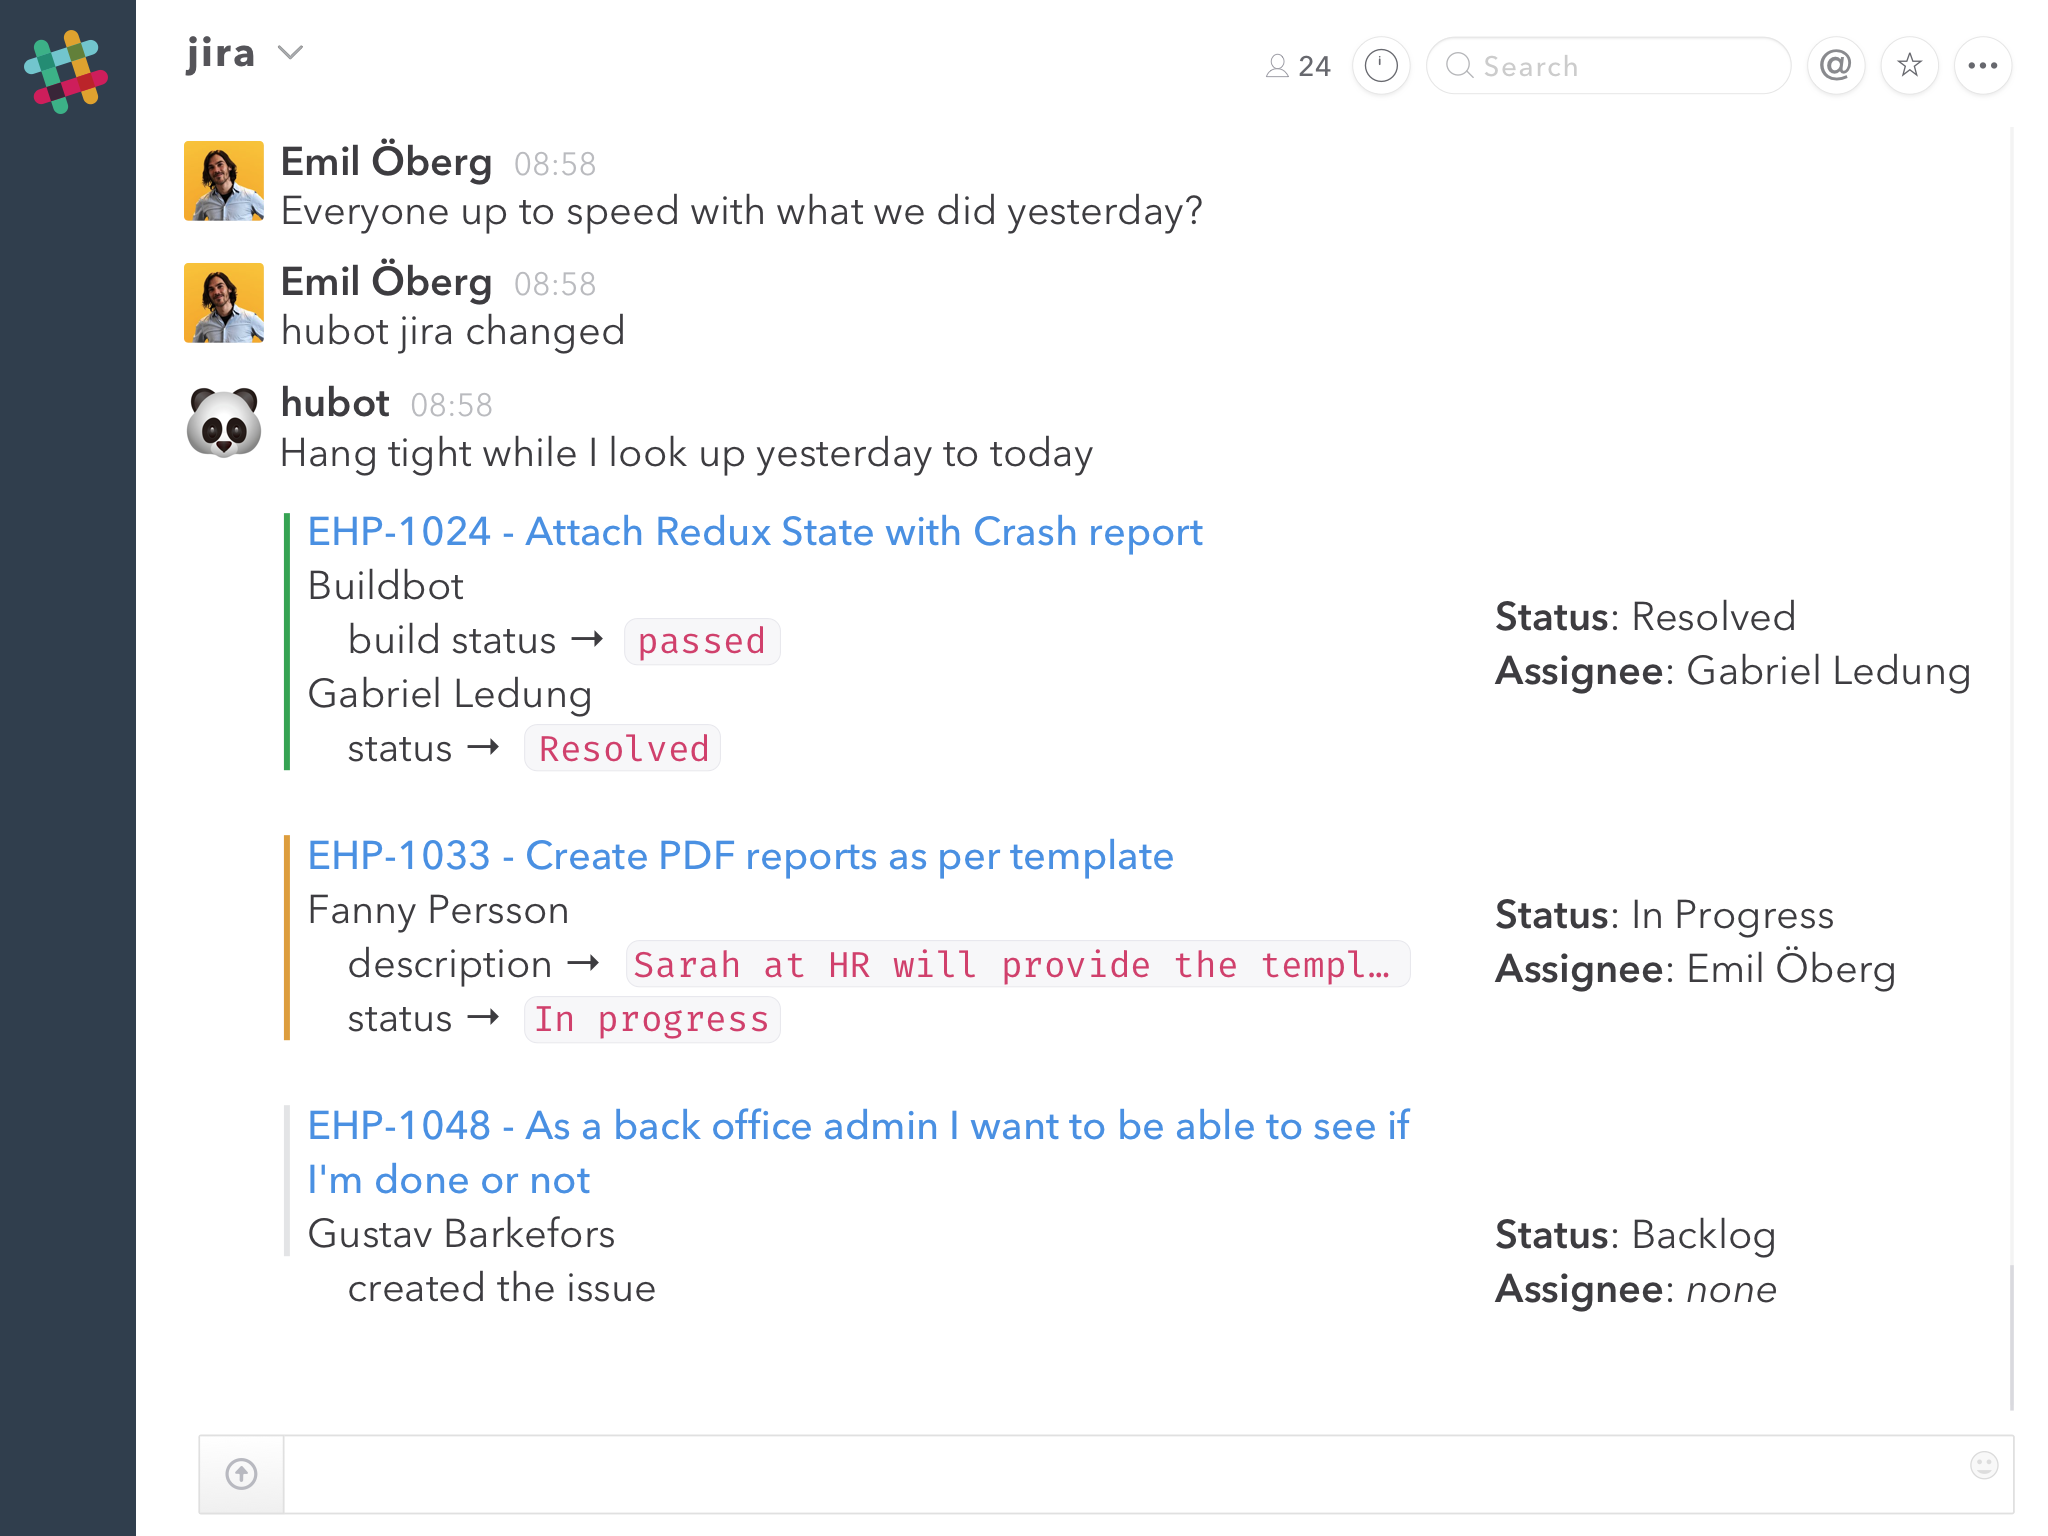 jira
24
Search
@
Emil Öberg 08:58
Everyone up to speed with what we did yesterday?
Emil Öberg 08:58
hubot jira changed
hubot 08:58
Hang tight while I look up yesterday to today
EHP-1024 - Attach Redux State with Crash report
Buildbot
build status → passed
Gabriel Ledung
status → Resolved
Status: Resolved
Assignee: Gabriel Ledung
EHP-1033 - Create PDF reports as per template
Fanny Persson
description → Sarah at HR will provide the templ…
status → In progress
Status: In Progress
Assignee: Emil Öberg
EHP-1048 - As a back office admin I want to be able to see if
I'm done or not
Gustav Barkefors
created the issue
Status: Backlog
Assignee: none